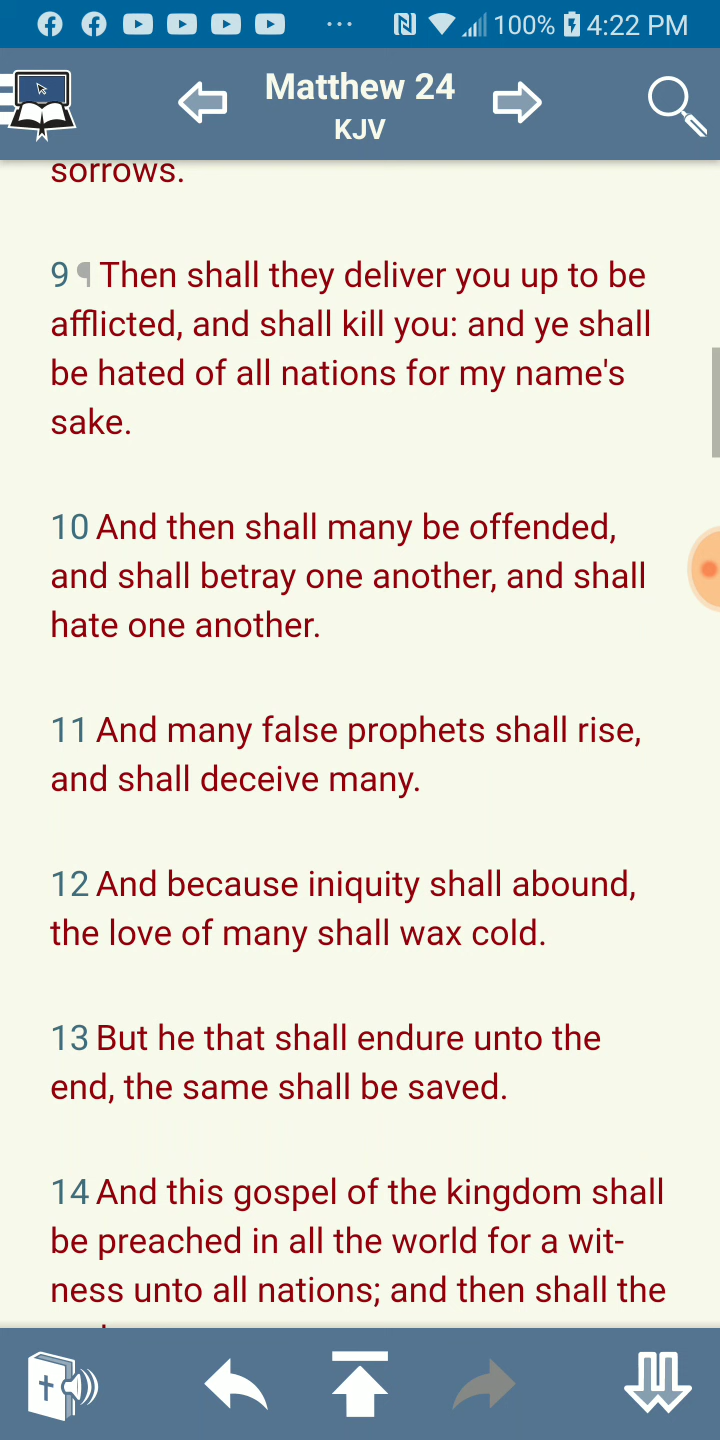 100% 4:22 PM
Matthew 24
KJV
sorrows.
9 ¶ Then shall they deliver you up to be
afflicted, and shall kill you: and ye shall
be hated of all nations for my name's
sake.
10 And then shall many be offended,
and shall betray one another, and shall
hate one another.
11 And many false prophets shall rise,
and shall deceive many.
12 And because iniquity shall abound,
the love of many shall wax cold.
13 But he that shall endure unto the
end, the same shall be saved.
14 And this gospel of the kingdom shall
be preached in all the world for a wit-
ness unto all nations; and then shall the